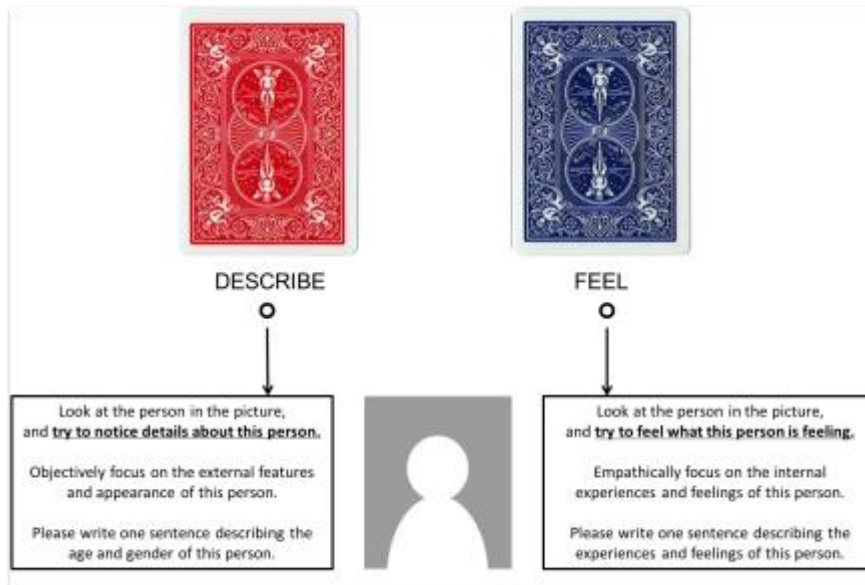 DESCRIBE
FEEL
Look at the person in the picture,
and try to notice details about this person.
Objectively focus on the external features
and appearance of this person.
Please write one sentence describing the
age and gender of this person.
Look at the person in the picture,
and try to feel what this person is feeling.
Empathically focus on the internal
experiences and feelings of this person.
Please write one sentence describing the
experiences and feelings of this person.